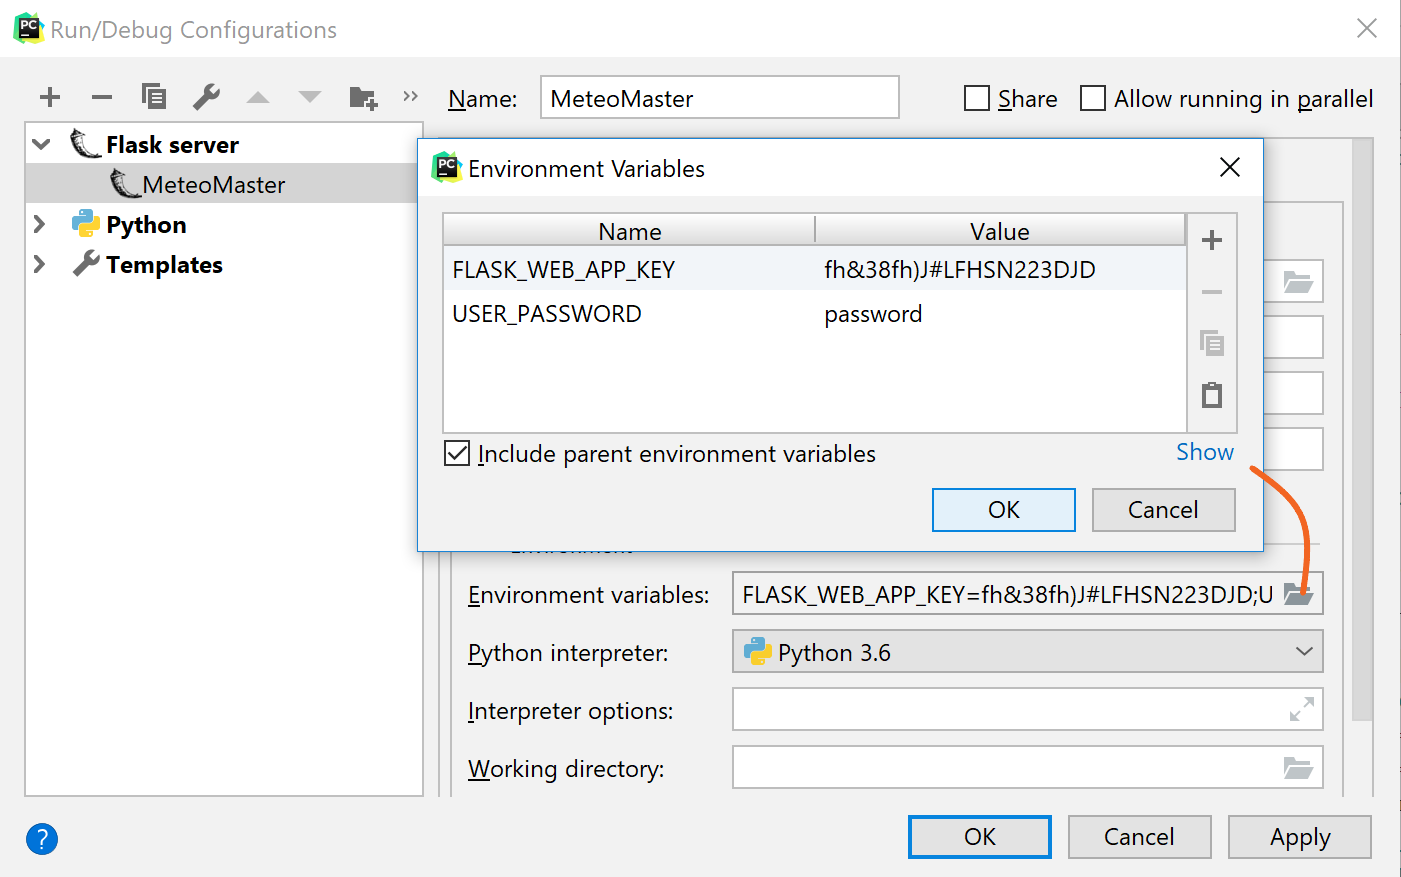 Run/Debug Configurations
Name: MeteoMaster
Share
Allow running in parallel
Flask server
MeteoMaster
Python
Templates
PC
Environment Variables
Name Value
FLASK_WEB_APP_KEY fh&38fh)J#LFHSN223DJD
USER_PASSWORD password
Include parent environment variables
Show
OK Cancel
Environment
Environment variables: FLASK_WEB_APP_KEY=fh&38fh)J#LFHSN223DJD;U
Python interpreter: Python 3.6
Interpreter options:
Working directory:
?
OK Cancel Apply